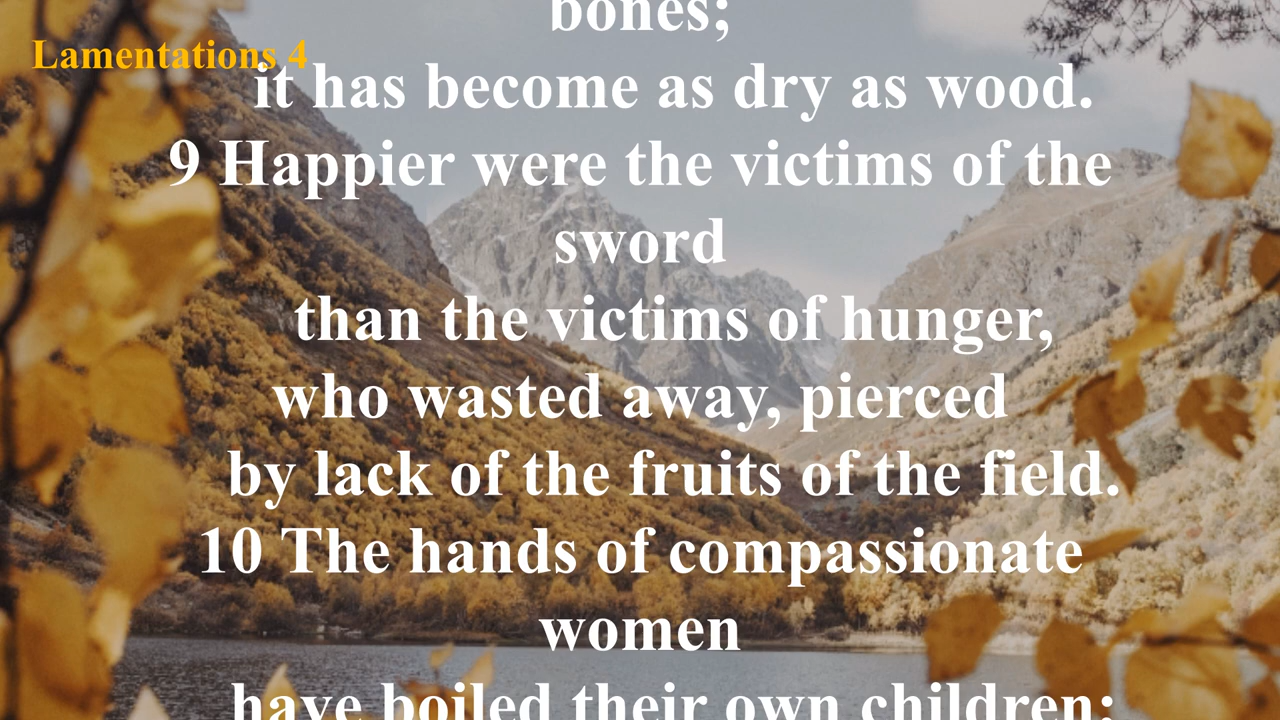 bones;
Lamentations 4
it has become as dry as wood.
9 Happier were the victims of the
sword
than the victims of hunger,
who wasted away, pierced
by lack of the fruits of the field.
10 The hands of compassionate
women
have boiled their own children;